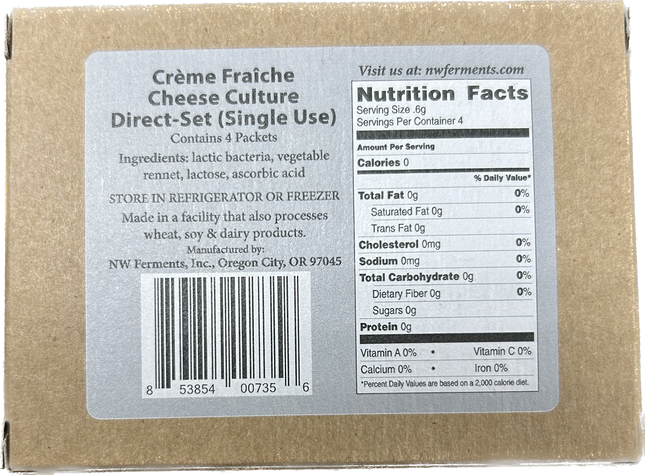 Crème Fraîche
Cheese Culture
Direct-Set (Single Use)
Contains 4 Packets
Ingredients: lactic bacteria, vegetable
rennet, lactose, ascorbic acid
STORE IN REFRIGERATOR OR FREEZER
Made in a facility that also processes
wheat, soy & dairy products.
Manufactured by:
NW Ferments, Inc., Oregon City, OR 97045
8 53854 00735 6
Visit us at: nwferments.com
Nutrition Facts
Serving Size .6g
Servings Per Container 4
Amount Per Serving
Calories 0
% Daily Value*
Total Fat 0g 0%
Saturated Fat 0g 0%
Trans Fat 0g
Cholesterol 0mg 0%
Sodium 0mg 0%
Total Carbohydrate 0g 0%
Dietary Fiber 0g 0%
Sugars 0g
Protein 0g
Vitamin A 0% • Vitamin C 0%
Calcium 0% • Iron 0%
*Percent Daily Values are based on a 2,000 calorie diet.